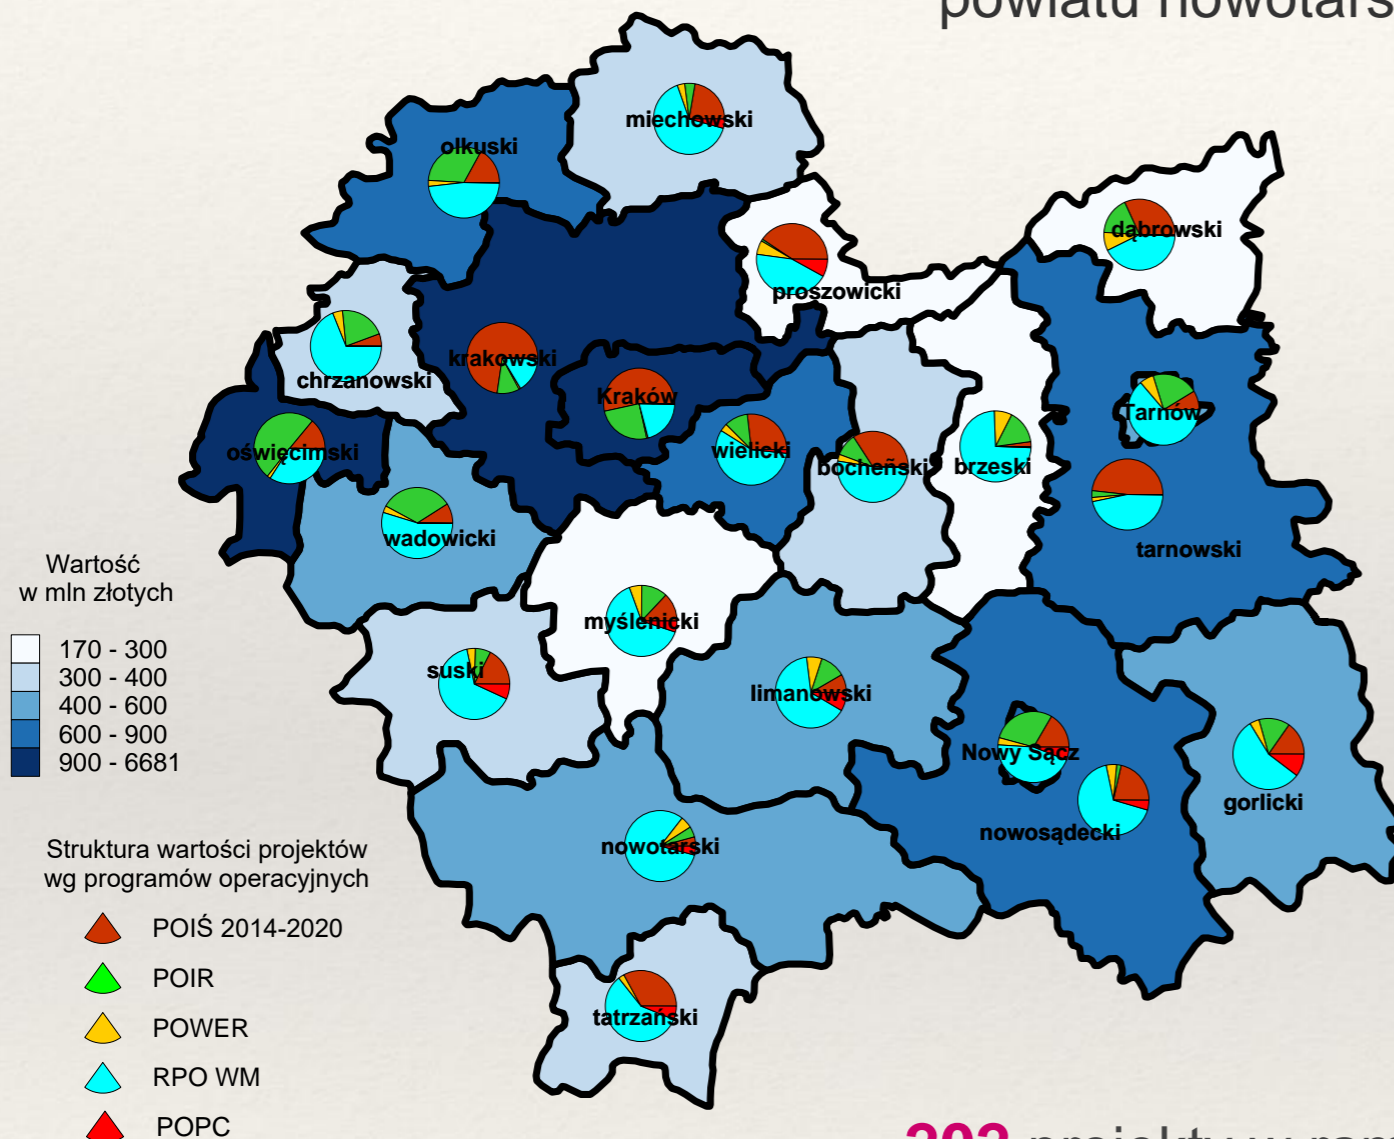 powiatu nowotars
miechowski
olkuski
dąbrowski
proszowicki
chrzanowski
krakowski
Kraków
Tarnów
oświęcimski
wielicki
bocheński
brzeski
wadowicki
tarnowski
Wartość
w mln złotych
170 - 300
300 - 400
400 - 600
600 - 900
900 - 6681
myślenicki
suski
limanowski
Nowy Sącz
gorlicki
nowosądecki
nowotarski
Struktura wartości projektów
wg programów operacyjnych
POIŚ 2014-2020
POIR
POWER
RPO WM
POPC
tatrzański